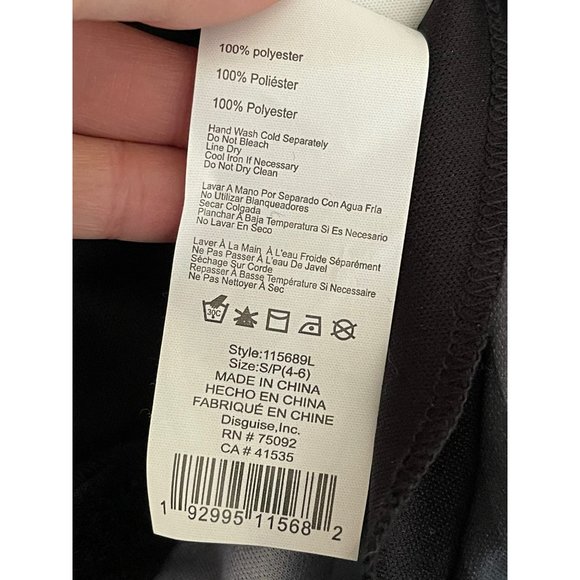 100% polyester
100% Poliéster
100% Polyester
Hand Wash Cold Separately
Do Not Bleach
Line Dry
Cool Iron If Necessary
Do Not Dry Clean
Lavar A Mano Por Separado Con Agua Fría
No Utilizar Blanqueadores
Secar Colgada
Planchar Á Baja Temperatura Si Es Necesario
No Lavar En Seco
Laver À La Main À L'eau Froide Séparément
Ne Pas Passer À L'eau De Javel
Séchage Sur Corde
Repasser À Basse Température Si Necessaire
Ne Pas Nettoyer À Sec
30C
Style:115689L
Size:S/P(4-6)
MADE IN CHINA
HECHO EN CHINA
FABRIQUÉ EN CHINE
Disguise,Inc.
RN # 75092
CA # 41535
1 92995 11568 2